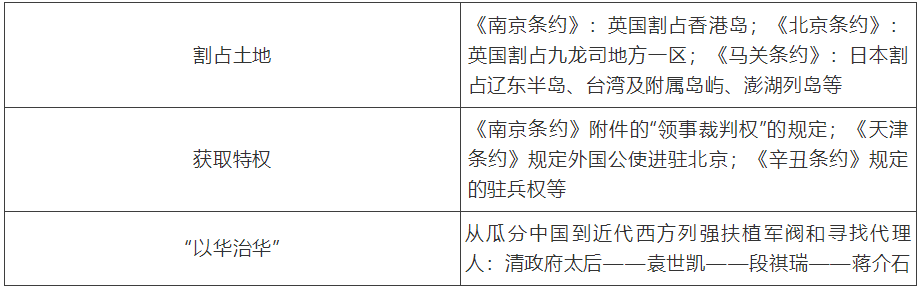 割占土地
《南京条约》：英国割占香港岛；《北京条约》：
英国割占九龙司地方一区；《马关条约》：日本割
占辽东半岛、台湾及附属岛屿、澎湖列岛等
获取特权
《南京条约》附件的“领事裁判权”的规定；《天津
条约》规定外国公使进驻北京；《辛丑条约》规定
的驻兵权等
“以华治华”
从瓜分中国到近代西方列强扶植军阀和寻找代理
人：清政府太后——袁世凯——段祺瑞——蒋介石